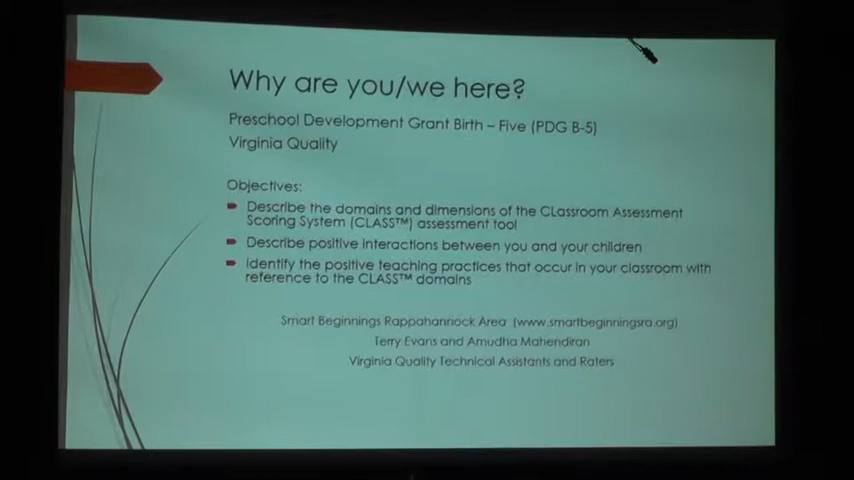 Why are you/we here?
Preschool Development Grant Birth – Five (PDG B-5)
Virginia Quality
Objectives:
Describe the domains and dimensions of the CLassroom Assessment
Scoring System (CLASS™) assessment tool
Describe positive interactions between you and your children
Identify the positive teaching practices that occur in your classroom with
reference to the CLASS™ domains
Smart Beginnings Rappahannock Area (www.smartbeginningsra.org)
Terry Evans and Amudha Mahendiran
Virginia Quality Technical Assistants and Raters